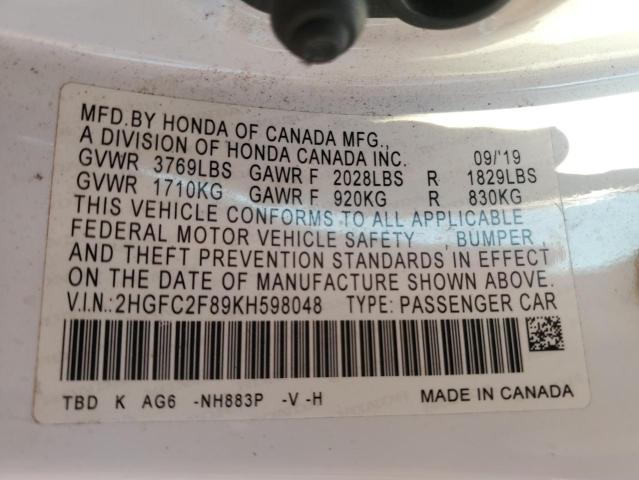 MFD.BY HONDA OF CANADA MFG.,
A DIVISION OF HONDA CANADA INC. 09/'19
GVWR 3769LBS GAWR F 2028LBS R 1829LBS
GVWR 1710KG GAWR F 920KG R 830KG
THIS VEHICLE CONFORMS TO ALL APPLICABLE
FEDERAL MOTOR VEHICLE SAFETY, BUMPER,
AND THEFT PREVENTION STANDARDS IN EFFECT
ON THE DATE OF MANUFACTURE SHOWN ABOVE.
V.I.N.:2HGFC2F89KH598048 TYPE: PASSENGER CAR
TBD K AG6 -NH883P -V -H MADE IN CANADA